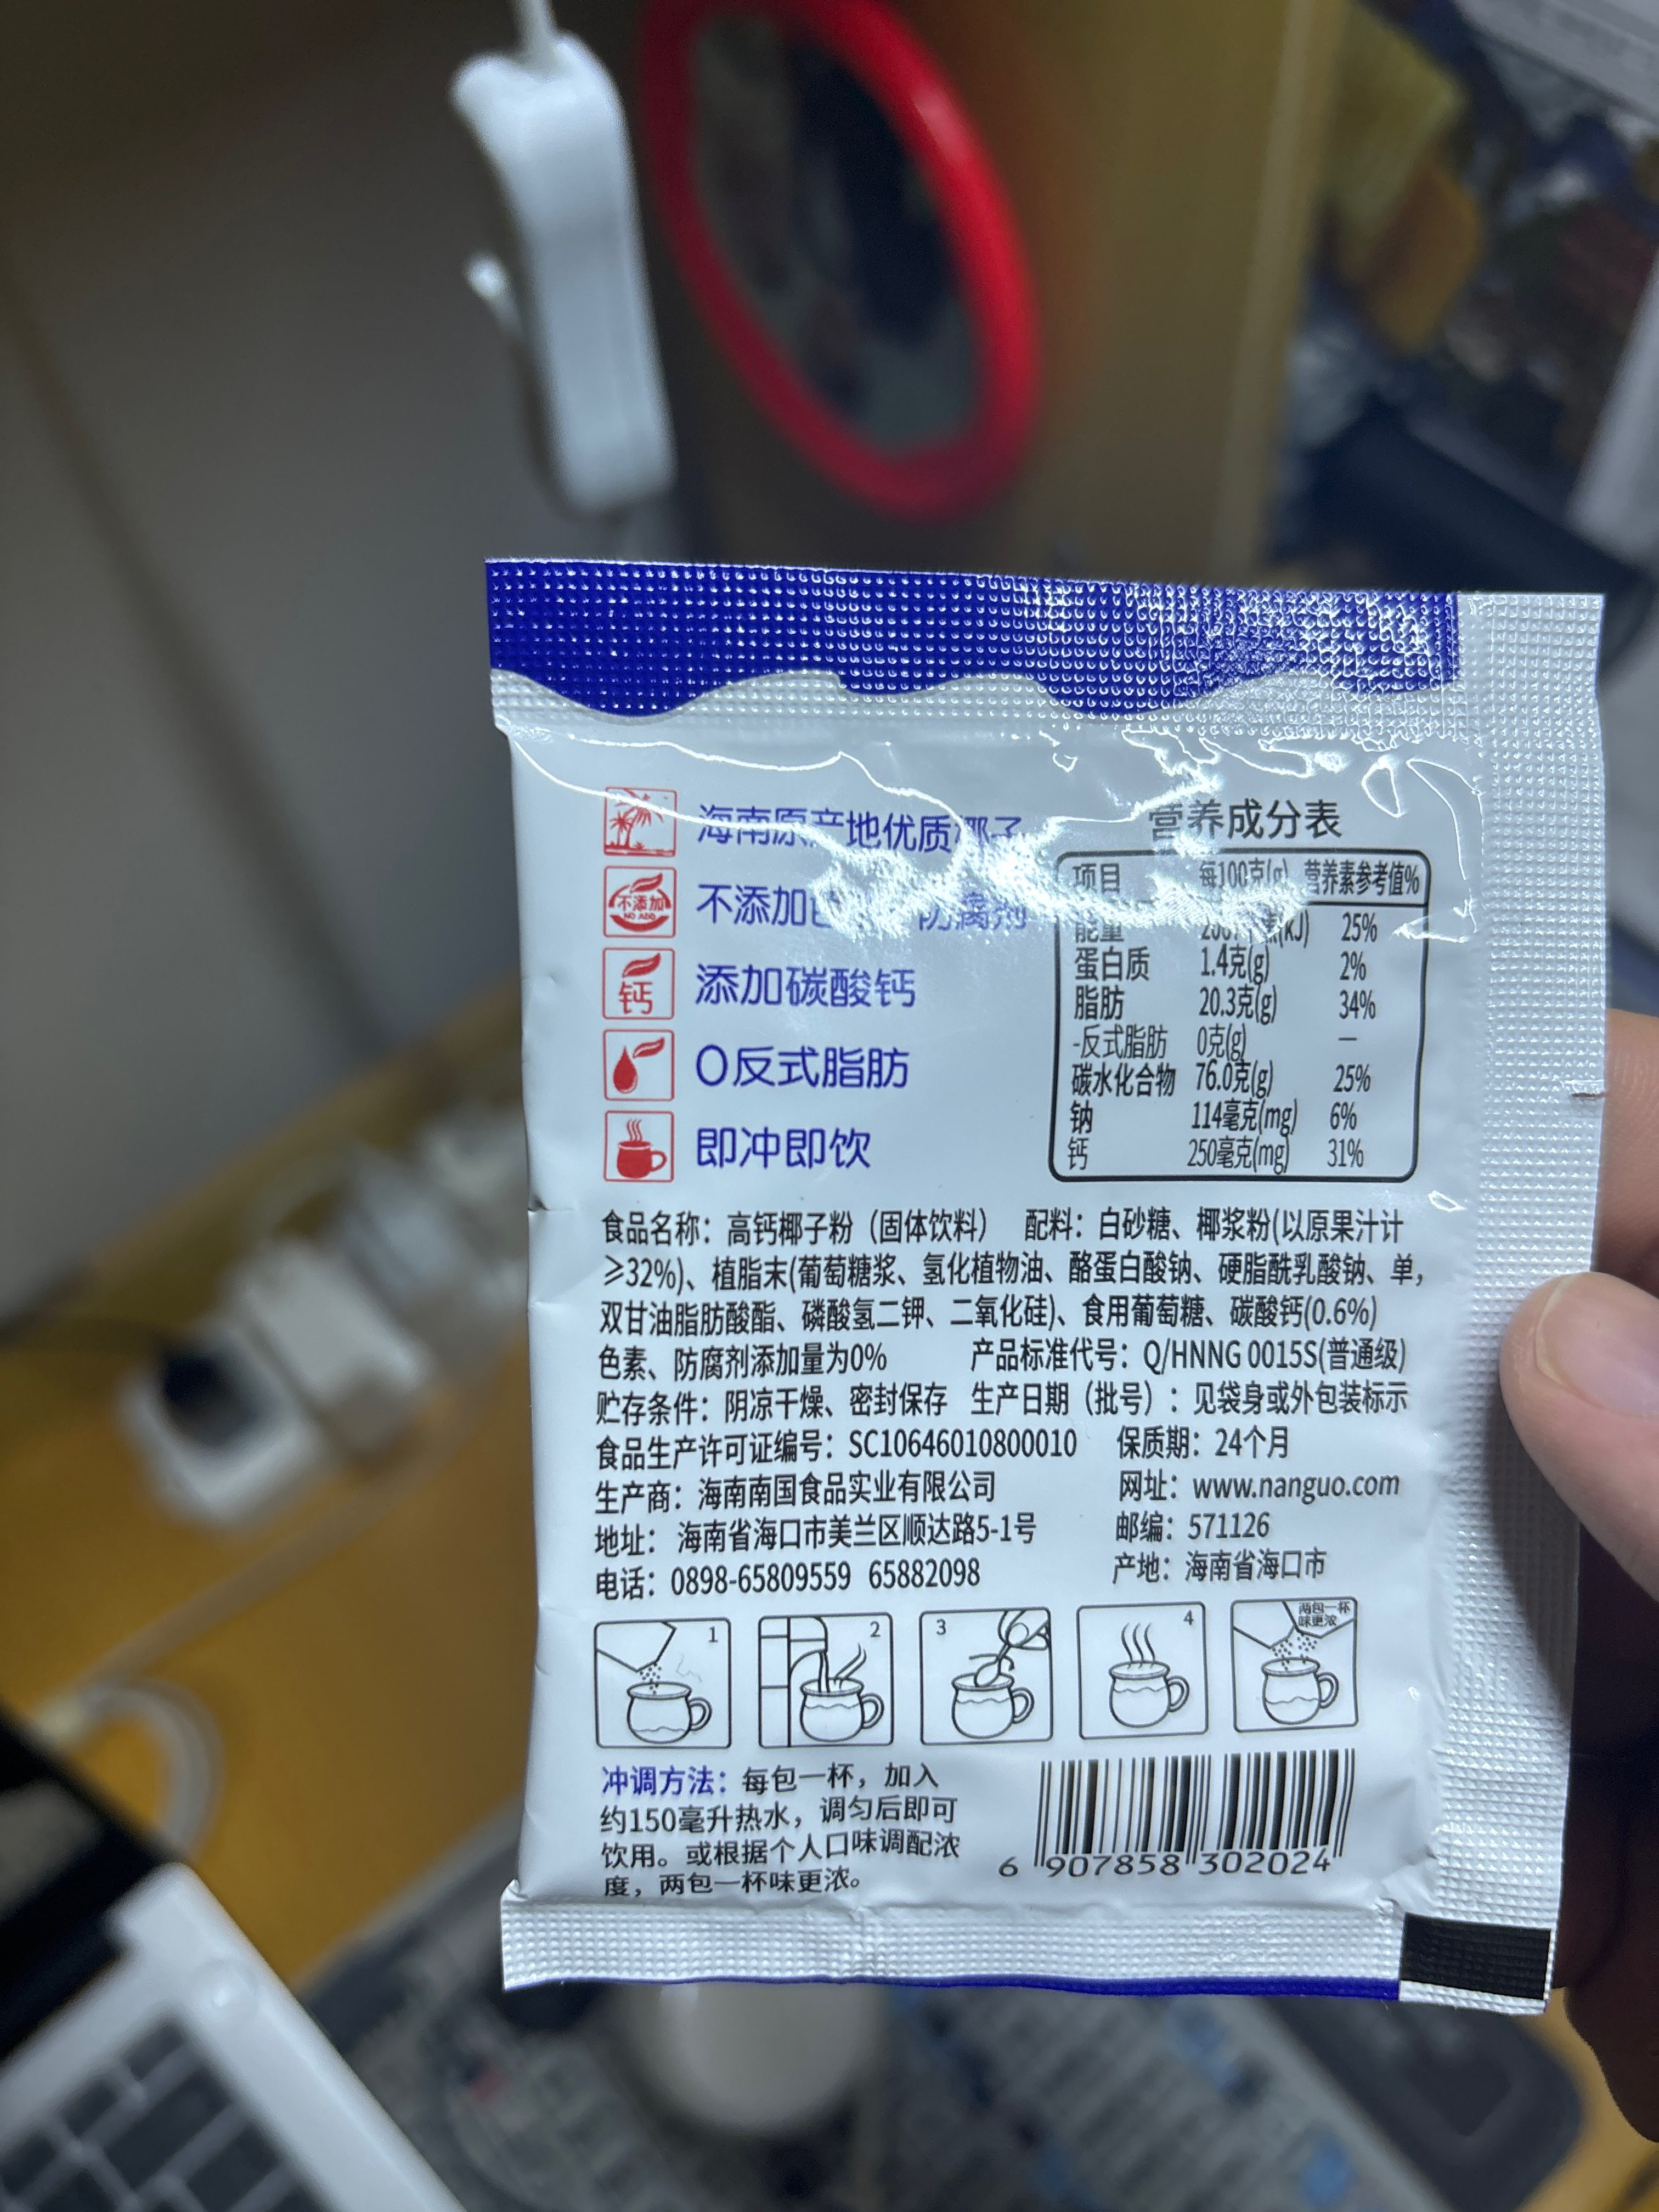 海南原产地优质椰子
不添加
NO ADD
不添加 防腐剂
钙
添加碳酸钙
0反式脂肪
即冲即饮
营养成分表
项目 每100克(g) 营养素参考值%
能量 (kJ) 25%
蛋白质 1.4克(g) 2%
脂肪 20.3克(g) 34%
-反式脂肪 0克(g) —
碳水化合物 76.0克(g) 25%
钠 114毫克(mg) 6%
钙 250毫克(mg) 31%
食品名称：高钙椰子粉（固体饮料） 配料：白砂糖、椰浆粉(以原果汁计
≥32%)、植脂末(葡萄糖浆、氢化植物油、酪蛋白酸钠、硬脂酰乳酸钠、单,
双甘油脂肪酸酯、磷酸氢二钾、二氧化硅)、食用葡萄糖、碳酸钙(0.6%)
色素、防腐剂添加量为0% 产品标准代号：Q/HNNG 0015S(普通级)
贮存条件：阴凉干燥、密封保存 生产日期（批号）：见袋身或外包装标示
食品生产许可证编号：SC10646010800010 保质期：24个月
生产商：海南南国食品实业有限公司 网址：www.nanguo.com
地址：海南省海口市美兰区顺达路5-1号 邮编：571126
电话：0898-65809559 65882098 产地：海南省海口市
1 2 3 4 两包一杯
味更浓
冲调方法：每包一杯，加入
约150毫升热水，调匀后即可
饮用。或根据个人口味调配浓
度，两包一杯味更浓。
6 907858 302024